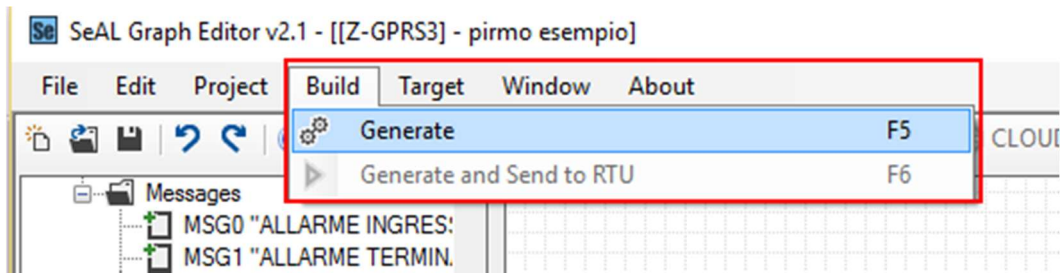 Se SeAL Graph Editor v2.1 - [[Z-GPRS3] - pirmo esempio]
File Edit Project Build Target Window About
Generate F5
CLOU
Generate and Send to RTU F6
Messages
MSG0 "ALLARME INGRES
MSG1 "ALLARME TERMIN.